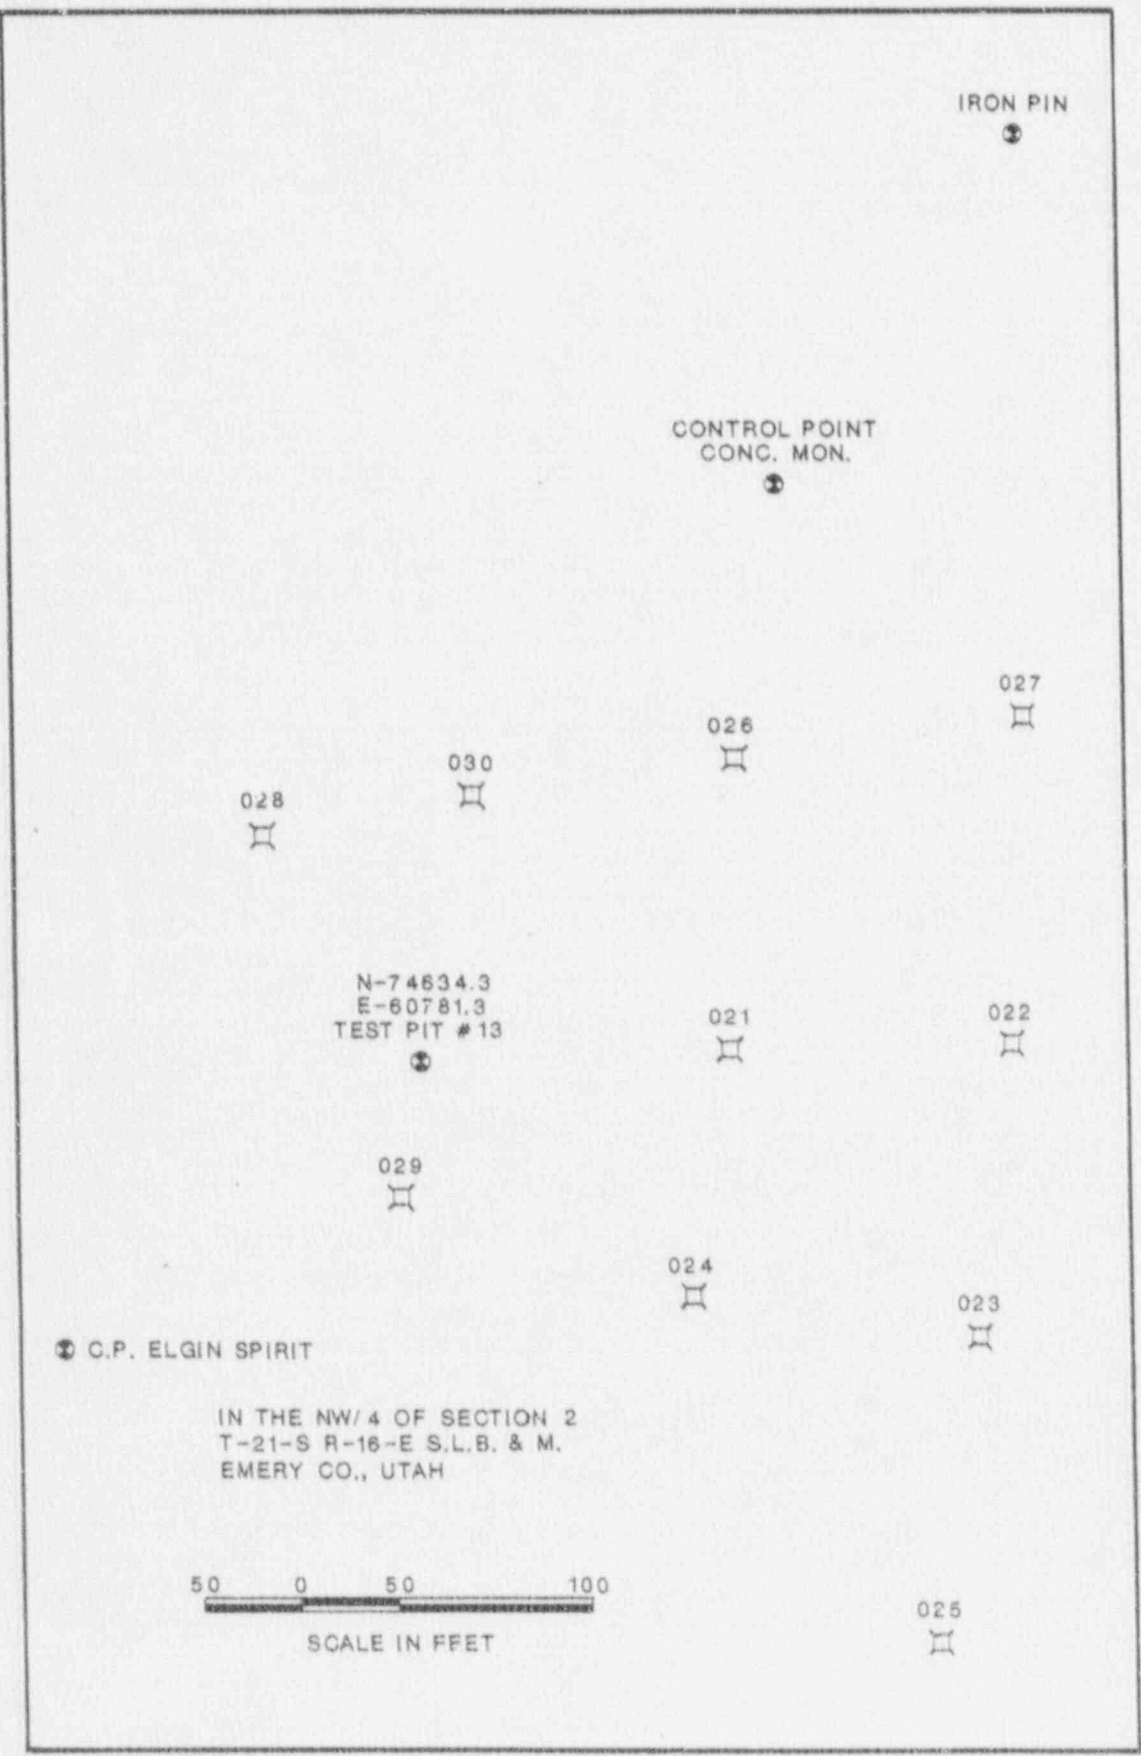 IRON PIN
CONTROL POINT
CONC. MON.
027
026
030
028
N-74634.3
E-60781.3
TEST PIT #13
021
022
029
024
023
C.P. ELGIN SPIRIT
IN THE NW/4 OF SECTION 2
T-21-S R-16-E S.L.B. & M.
EMERY CO., UTAH
50 0 50 100
SCALE IN FFET
025